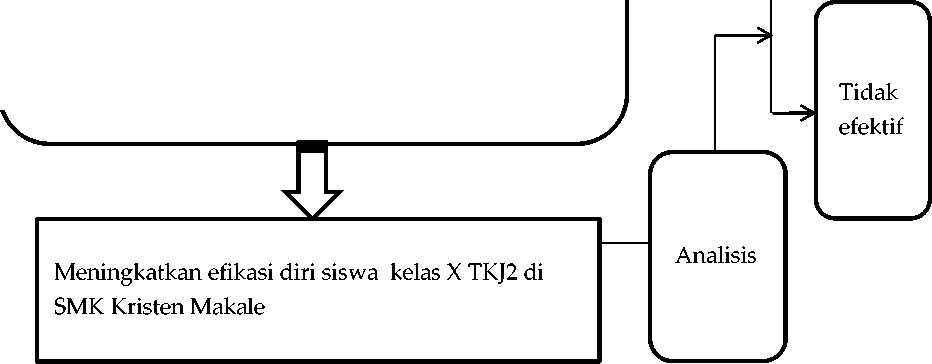 Tidak
efektif
Analisis
Meningkatkan efikasi diri siswa kelas X TKJ2 di
SMK Kristen Makale